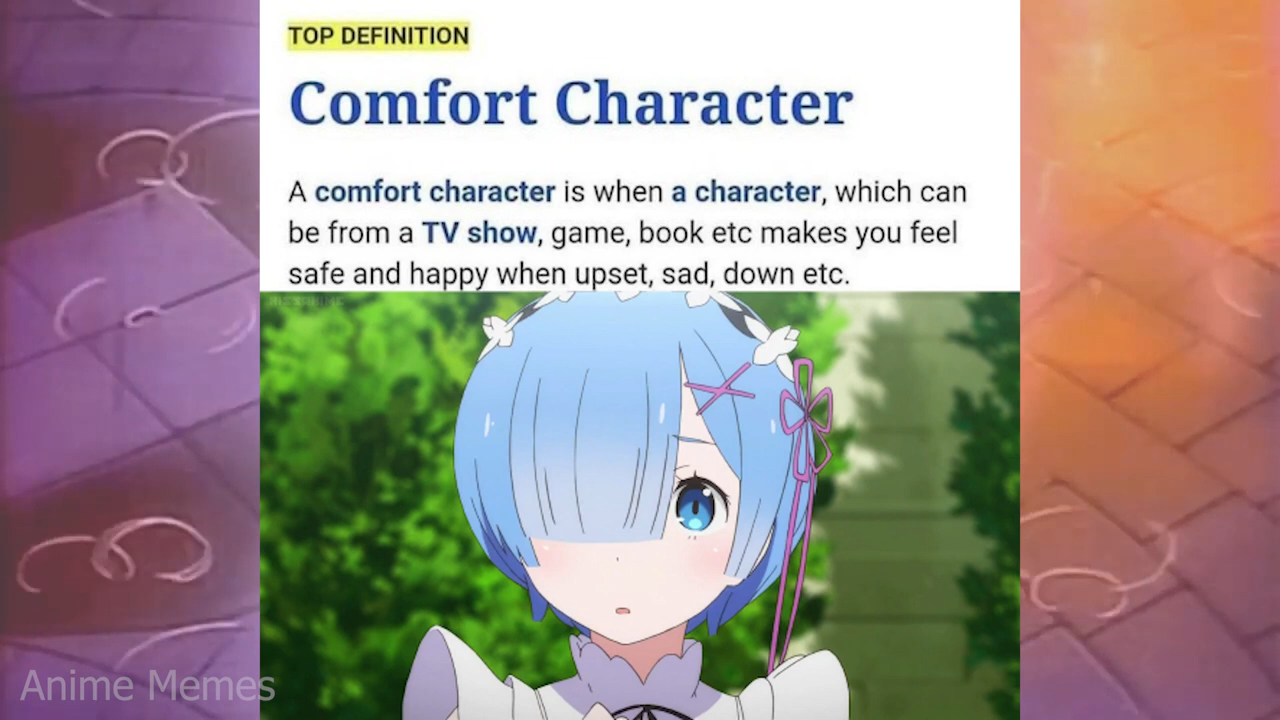 TOP DEFINITION
Comfort Character
A comfort character is when a character, which can
be from a TV show, game, book etc makes you feel
safe and happy when upset, sad, down etc.
Anime Memes